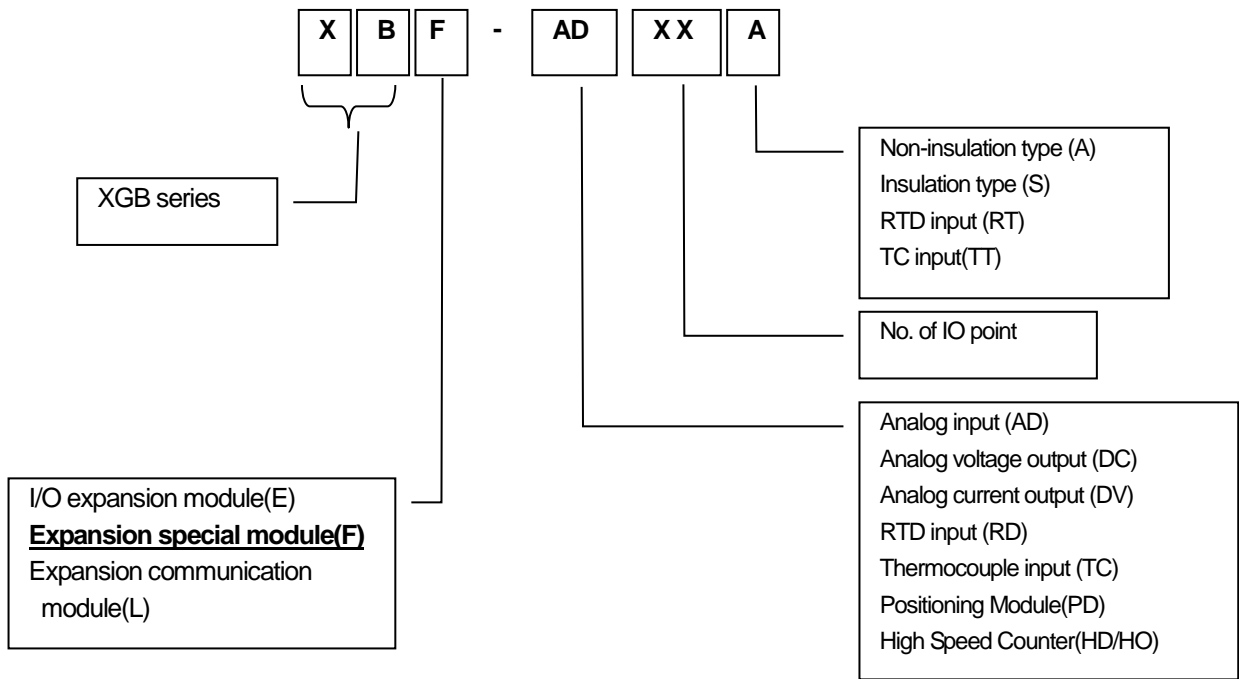 X B F - AD X X A
Non-insulation type (A)
Insulation type (S)
RTD input (RT)
TC input(TT)
XGB series
No. of IO point
Analog input (AD)
Analog voltage output (DC)
Analog current output (DV)
RTD input (RD)
Thermocouple input (TC)
Positioning Module(PD)
High Speed Counter(HD/HO)
I/O expansion module(E)
Expansion special module(F)
Expansion communication
module(L)